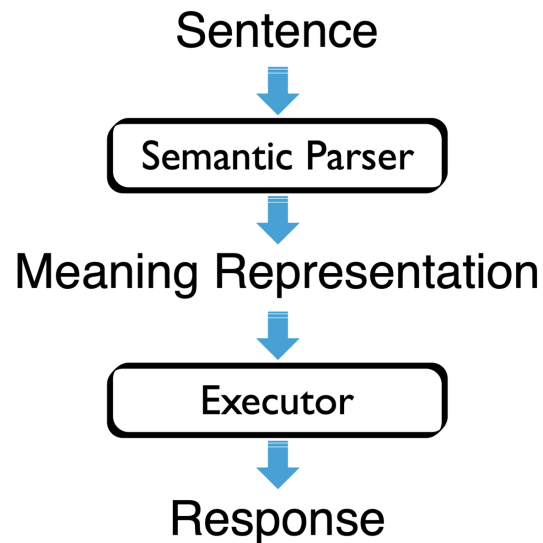 Sentence
Semantic Parser
Meaning Representation
Executor
Response